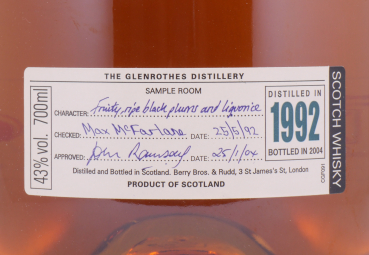 THE GLENROTHES DISTILLERY
SAMPLE ROOM
CHARACTER: Fruity, ripe black plums and liquorice
CHECKED: Max McFarlane DATE: 25/5/92
APPROVED: John Ramsay DATE: 25/1/04
Distilled and Bottled in Scotland. Berry Bros. & Rudd, 3 St James's St, London
PRODUCT OF SCOTLAND
43% vol. 700ml
DISTILLED IN
1992
BOTTLED IN 2004
SCOTCH WHISKY